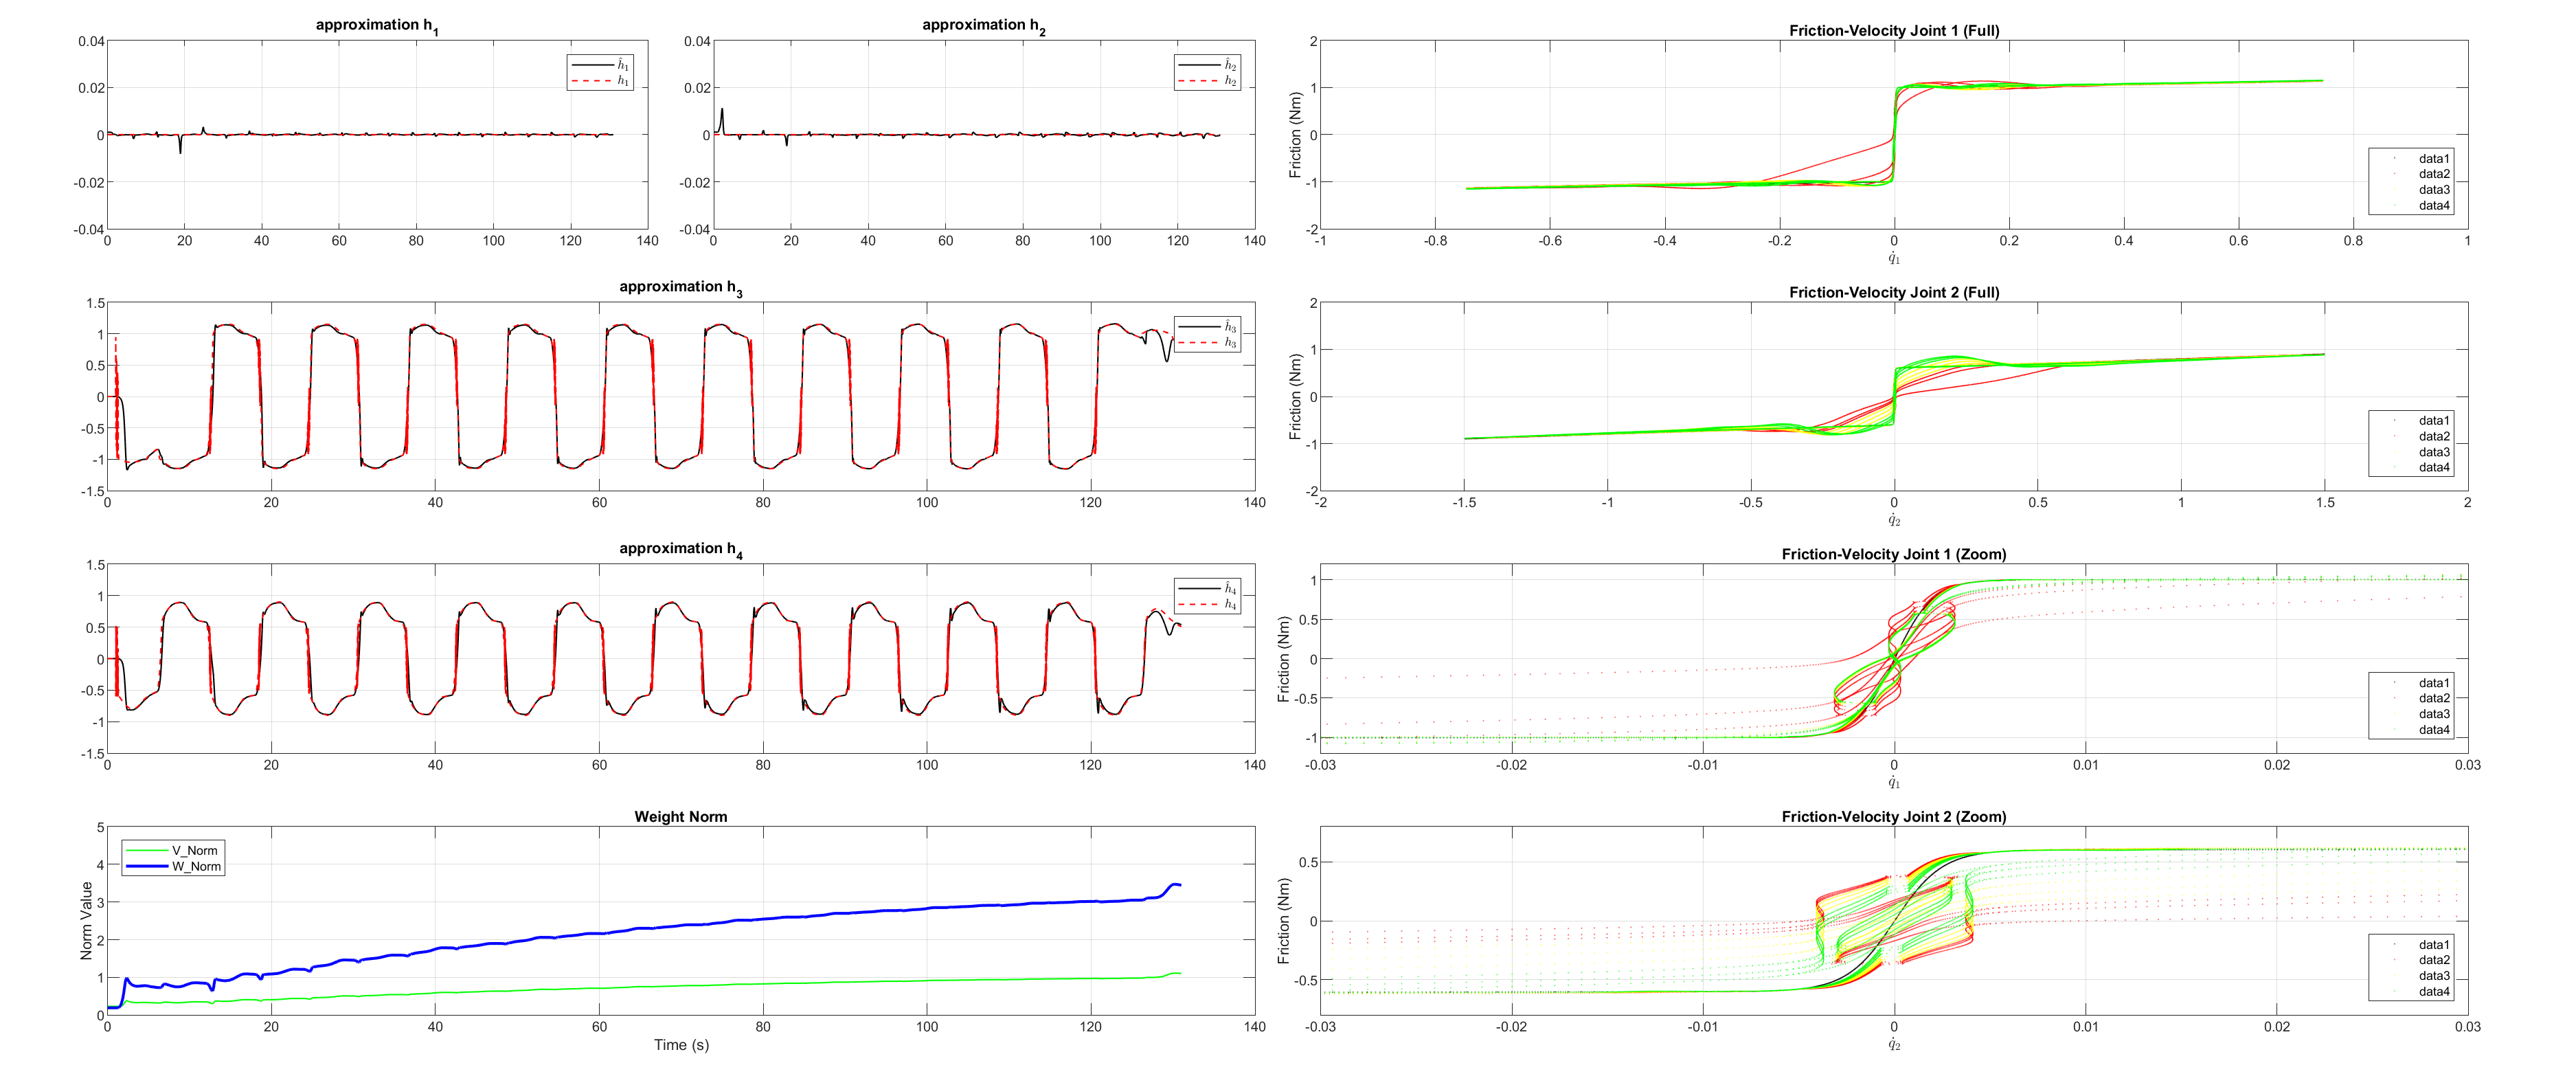 approximation h1
0.04
0.02
0
-0.02
-0.04
0 20 40 60 80 100 120 140
ĥ1
h1
approximation h2
0.04
0.02
0
-0.02
-0.04
0 20 40 60 80 100 120 140
ĥ2
h2
Friction-Velocity Joint 1 (Full)
Friction (Nm)
2
1
0
-1
-2
-1 -0.8 -0.6 -0.4 -0.2 0 0.2 0.4 0.6 0.8 1
q̇1
data1
data2
data3
data4
approximation h3
1.5
1
0.5
0
-0.5
-1
-1.5
0 20 40 60 80 100 120 140
ĥ3
h3
Friction-Velocity Joint 2 (Full)
Friction (Nm)
2
1
0
-1
-2
-2 -1.5 -1 -0.5 0 0.5 1 1.5 2
q̇2
data1
data2
data3
data4
approximation h4
1.5
1
0.5
0
-0.5
-1
-1.5
0 20 40 60 80 100 120 140
ĥ4
h4
Friction-Velocity Joint 1 (Zoom)
Friction (Nm)
1
0.5
0
-0.5
-1
-0.03 -0.02 -0.01 0 0.01 0.02 0.03
q̇1
data1
data2
data3
data4
Weight Norm
Norm Value
5
4
3
2
1
0
0 20 40 60 80 100 120 140
Time (s)
V_Norm
W_Norm
Friction-Velocity Joint 2 (Zoom)
Friction (Nm)
0.5
0
-0.5
-0.03 -0.02 -0.01 0 0.01 0.02 0.03
q̇2
data1
data2
data3
data4